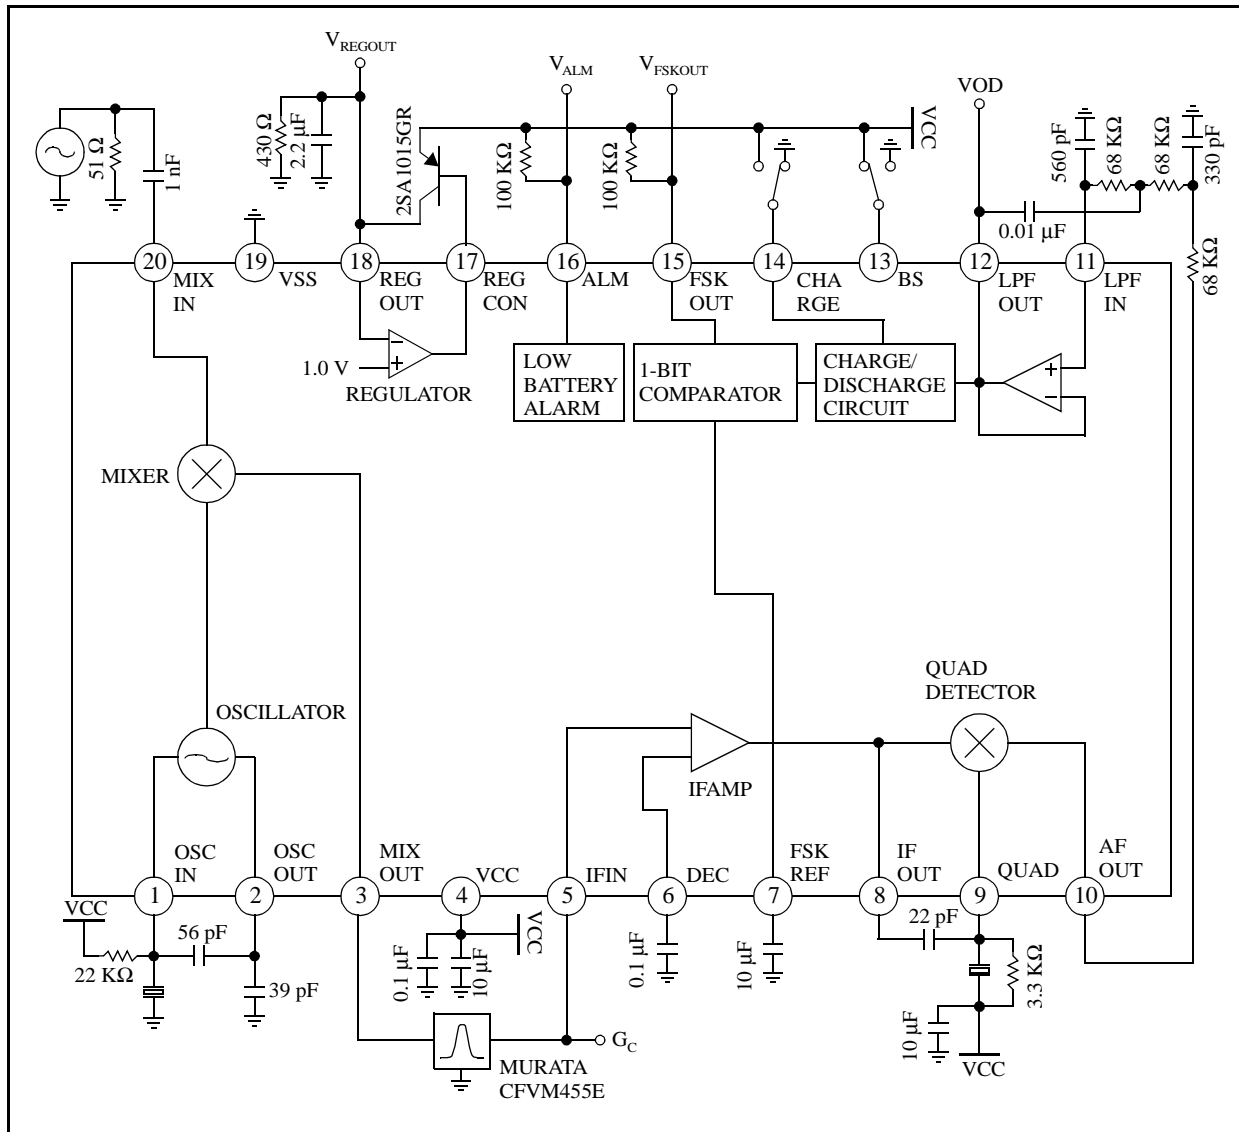 V_REGOUT
V_ALM
V_FSKOUT
VOD
VCC
51 Ω
1 nF
430 Ω
2.2 μF
2SA1015GR
100 KΩ
100 KΩ
560 pF
68 KΩ
68 KΩ
330 pF
0.01 μF
68 KΩ
20
19
18
17
16
15
14
13
12
11
MIX
IN
VSS
REG
OUT
REG
CON
ALM
FSK
OUT
CHA
RGE
BS
LPF
OUT
LPF
IN
1.0 V
−
+
REGULATOR
LOW
BATTERY
ALARM
1-BIT
COMPARATOR
CHARGE/
DISCHARGE
CIRCUIT
+
−
MIXER
OSCILLATOR
IFAMP
QUAD
DETECTOR
OSC
IN
OSC
OUT
MIX
OUT
VCC
IFIN
DEC
FSK
REF
IF
OUT
QUAD
AF
OUT
1
2
3
4
5
6
7
8
9
10
VCC
22 KΩ
56 pF
39 pF
0.1 μF
10 μF
VCC
0.1 μF
10 μF
22 pF
3.3 KΩ
10 μF
VCC
G_C
MURATA
CFVM455E